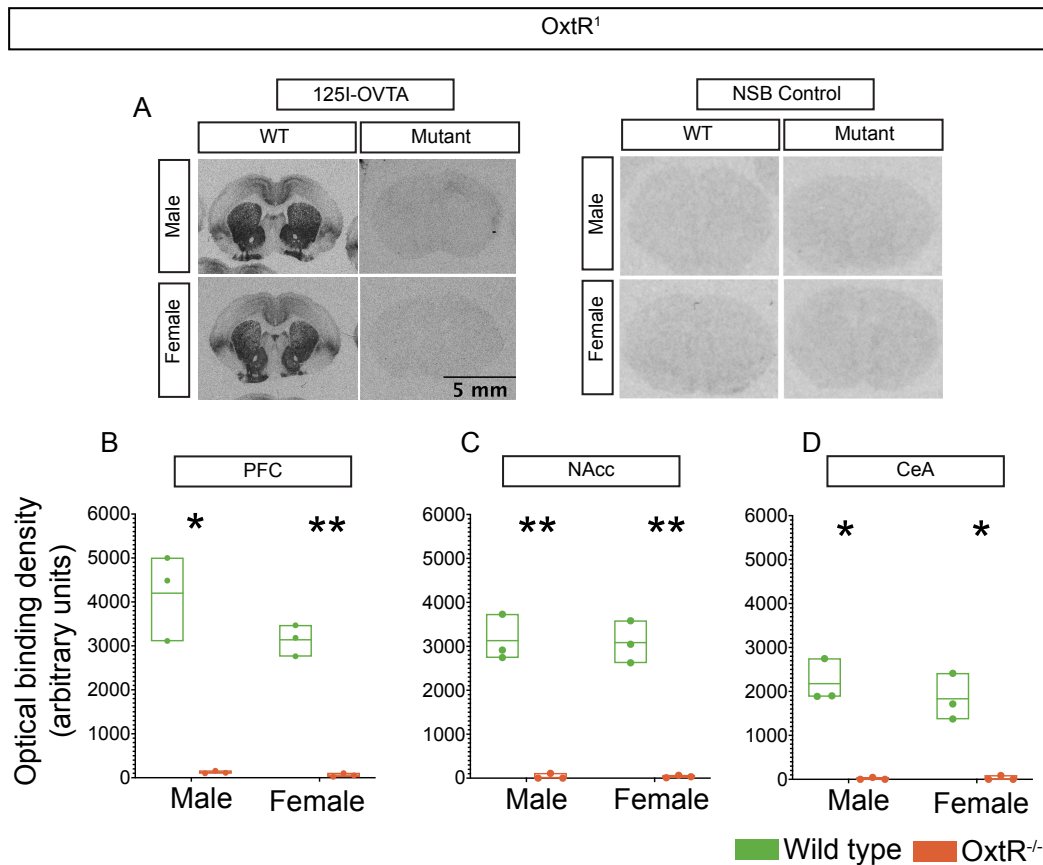 OxtR¹
A
125I-OVTA
NSB Control
WT
Mutant
WT
Mutant
Male
Female
5 mm
Male
Female
B
PFC
C
NAcc
D
CeA
Optical binding density
(arbitrary units)
6000
5000
4000
3000
2000
1000
0
* **
Male Female
6000
5000
4000
3000
2000
1000
0
** **
Male Female
6000
5000
4000
3000
2000
1000
0
* *
Male Female
Wild type OxtR-/-